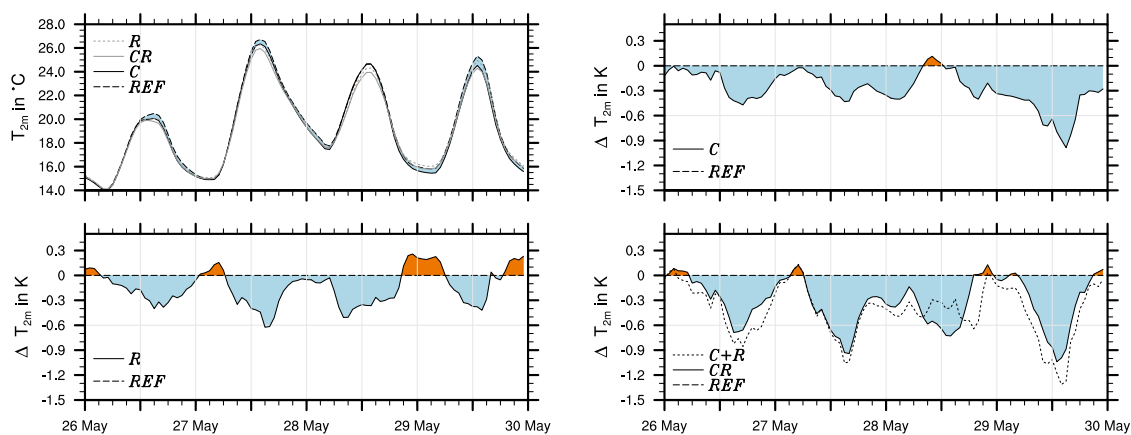 28.0
26.0
24.0
22.0
20.0
18.0
16.0
14.0
T2m in °C
R
CR
C
REF
0.3
0
-0.3
-0.6
-0.9
-1.2
-1.5
Δ T2m in K
C
REF
0.3
0
-0.3
-0.6
-0.9
-1.2
-1.5
Δ T2m in K
R
REF
26 May
27 May
28 May
29 May
30 May
0.3
0
-0.3
-0.6
-0.9
-1.2
-1.5
Δ T2m in K
C+R
CR
REF
26 May
27 May
28 May
29 May
30 May